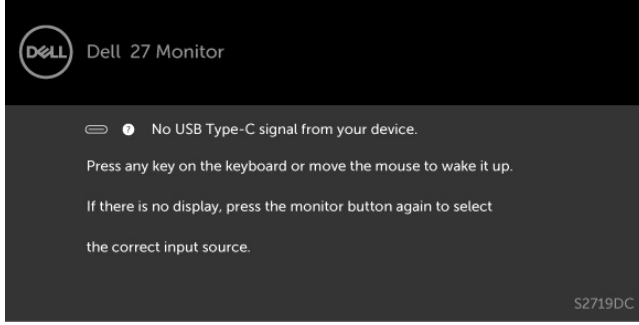 DELL Dell 27 Monitor
? No USB Type-C signal from your device.
Press any key on the keyboard or move the mouse to wake it up.
If there is no display, press the monitor button again to select
the correct input source.
S2719DC